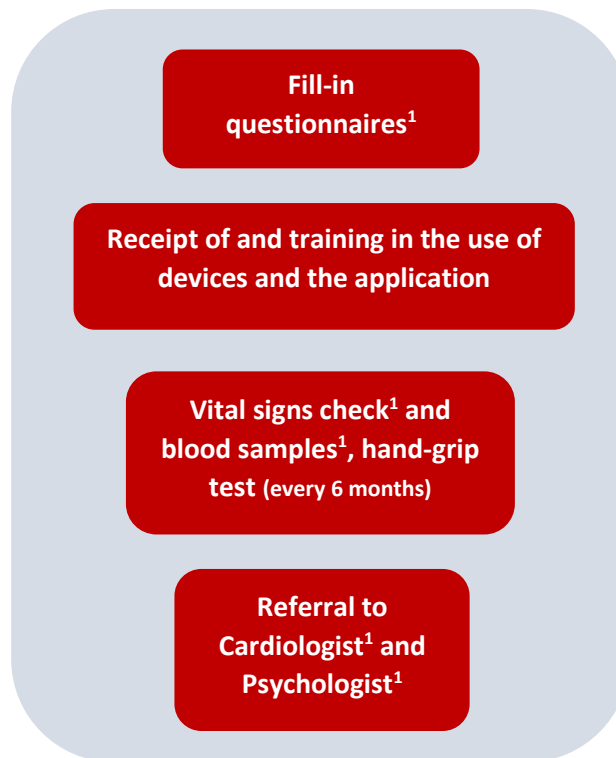 Fill-in
questionnaires¹
Receipt of and training in the use of
devices and the application
Vital signs check¹ and
blood samples¹, hand-grip
test (every 6 months)
Referral to
Cardiologist¹ and
Psychologist¹